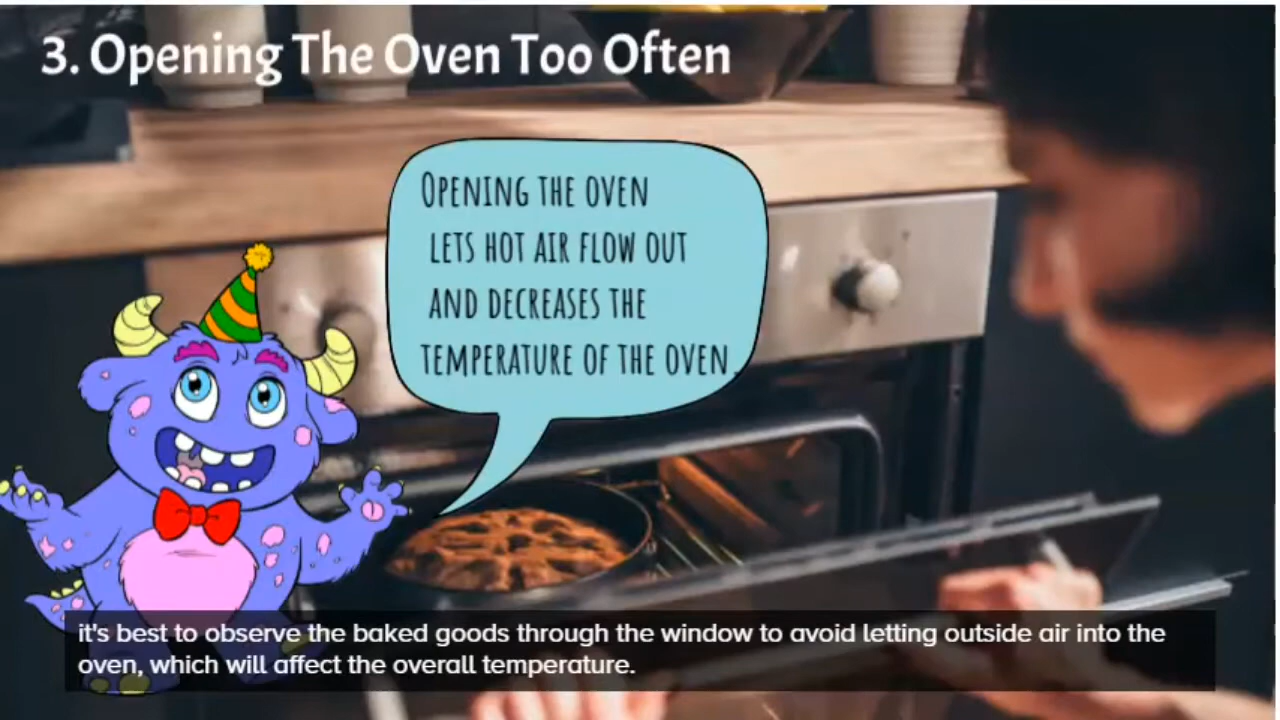 3. Opening The Oven Too Often
OPENING THE OVEN
LETS HOT AIR FLOW OUT
AND DECREASES THE
TEMPERATURE OF THE OVEN.
it's best to observe the baked goods through the window to avoid letting outside air into the
oven, which will affect the overall temperature.